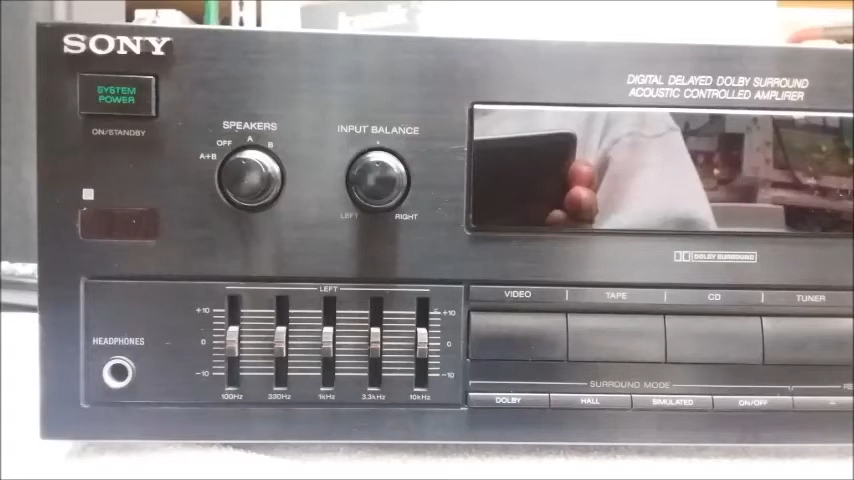 SONY
DIGITAL DELAYED DOLBY SURROUND
ACOUSTIC CONTROLLED AMPLIFIER
SYSTEM
POWER
ON/STANDBY
SPEAKERS
OFF A B
A+B
INPUT BALANCE
LEFT RIGHT
DOLBY SURROUND
LEFT
+10 +10
0 0
-10 -10
100Hz 330Hz 1kHz 3.3kHz 10kHz
HEADPHONES
VIDEO TAPE CD TUNER
SURROUND MODE
DOLBY HALL SIMULATED ON/OFF